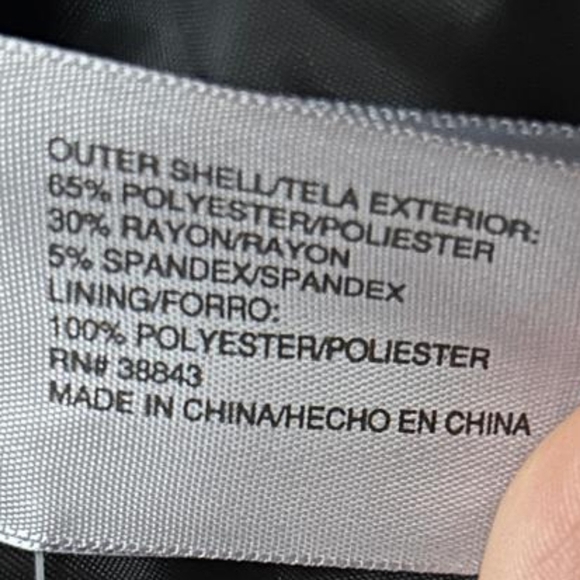 OUTER SHELL/TELA EXTERIOR:
65% POLYESTER/POLIESTER
30% RAYON/RAYON
5% SPANDEX/SPANDEX
LINING/FORRO:
100% POLYESTER/POLIESTER
RN# 38843
MADE IN CHINA/HECHO EN CHINA